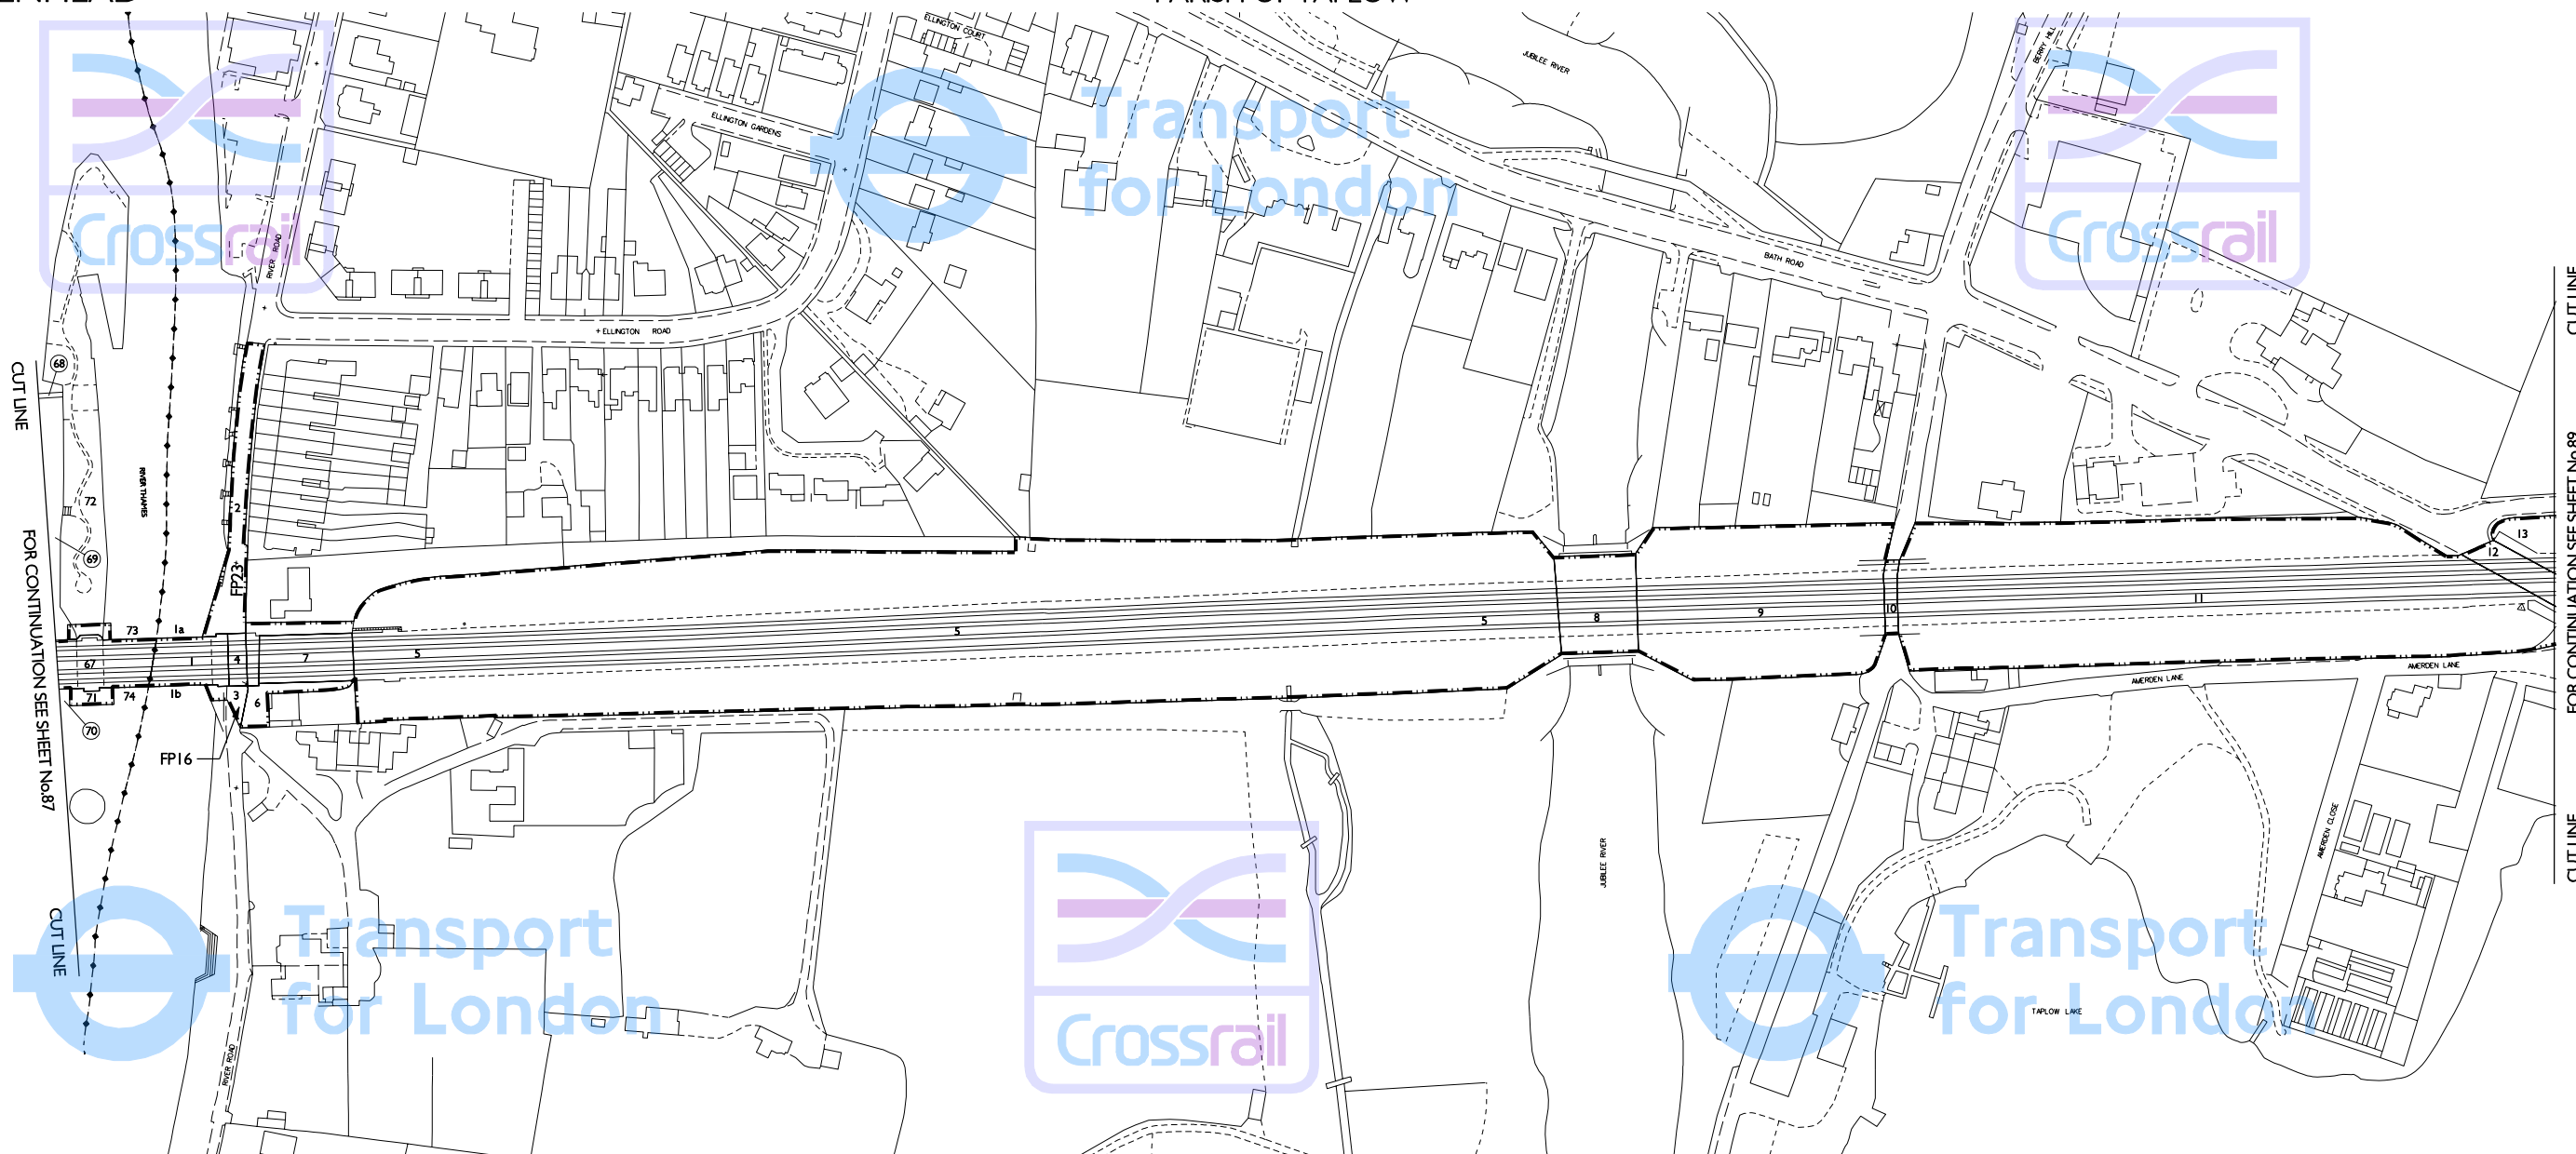 PARISH OF TAPLOW
ELLINGTON COURT
JUBILEE RIVER
BERRY HILL
Transport
for London
ELLINGTON GARDENS
Crossrail
Crossrail
RIVER ROAD
BATH ROAD
+ ELLINGTON ROAD
CUT LINE
CUT LINE
68
72
RIVER THAMES
2
69
FP23
FOR CONTINUATION SEE SHEET No.87
FOR CONTINUATION SEE SHEET No.89
13
12
73
1a
67
1
4
7
5
5
5
8
9
10
11
71
74
1b
3
6
70
FP16
AMERDEN LANE
AMERDEN LANE
AMERDEN CLOSE
JUBILEE RIVER
CUT LINE
CUT LINE
Transport
for London
Crossrail
Transport
for London
TAPLOW LAKE
RIVER ROAD